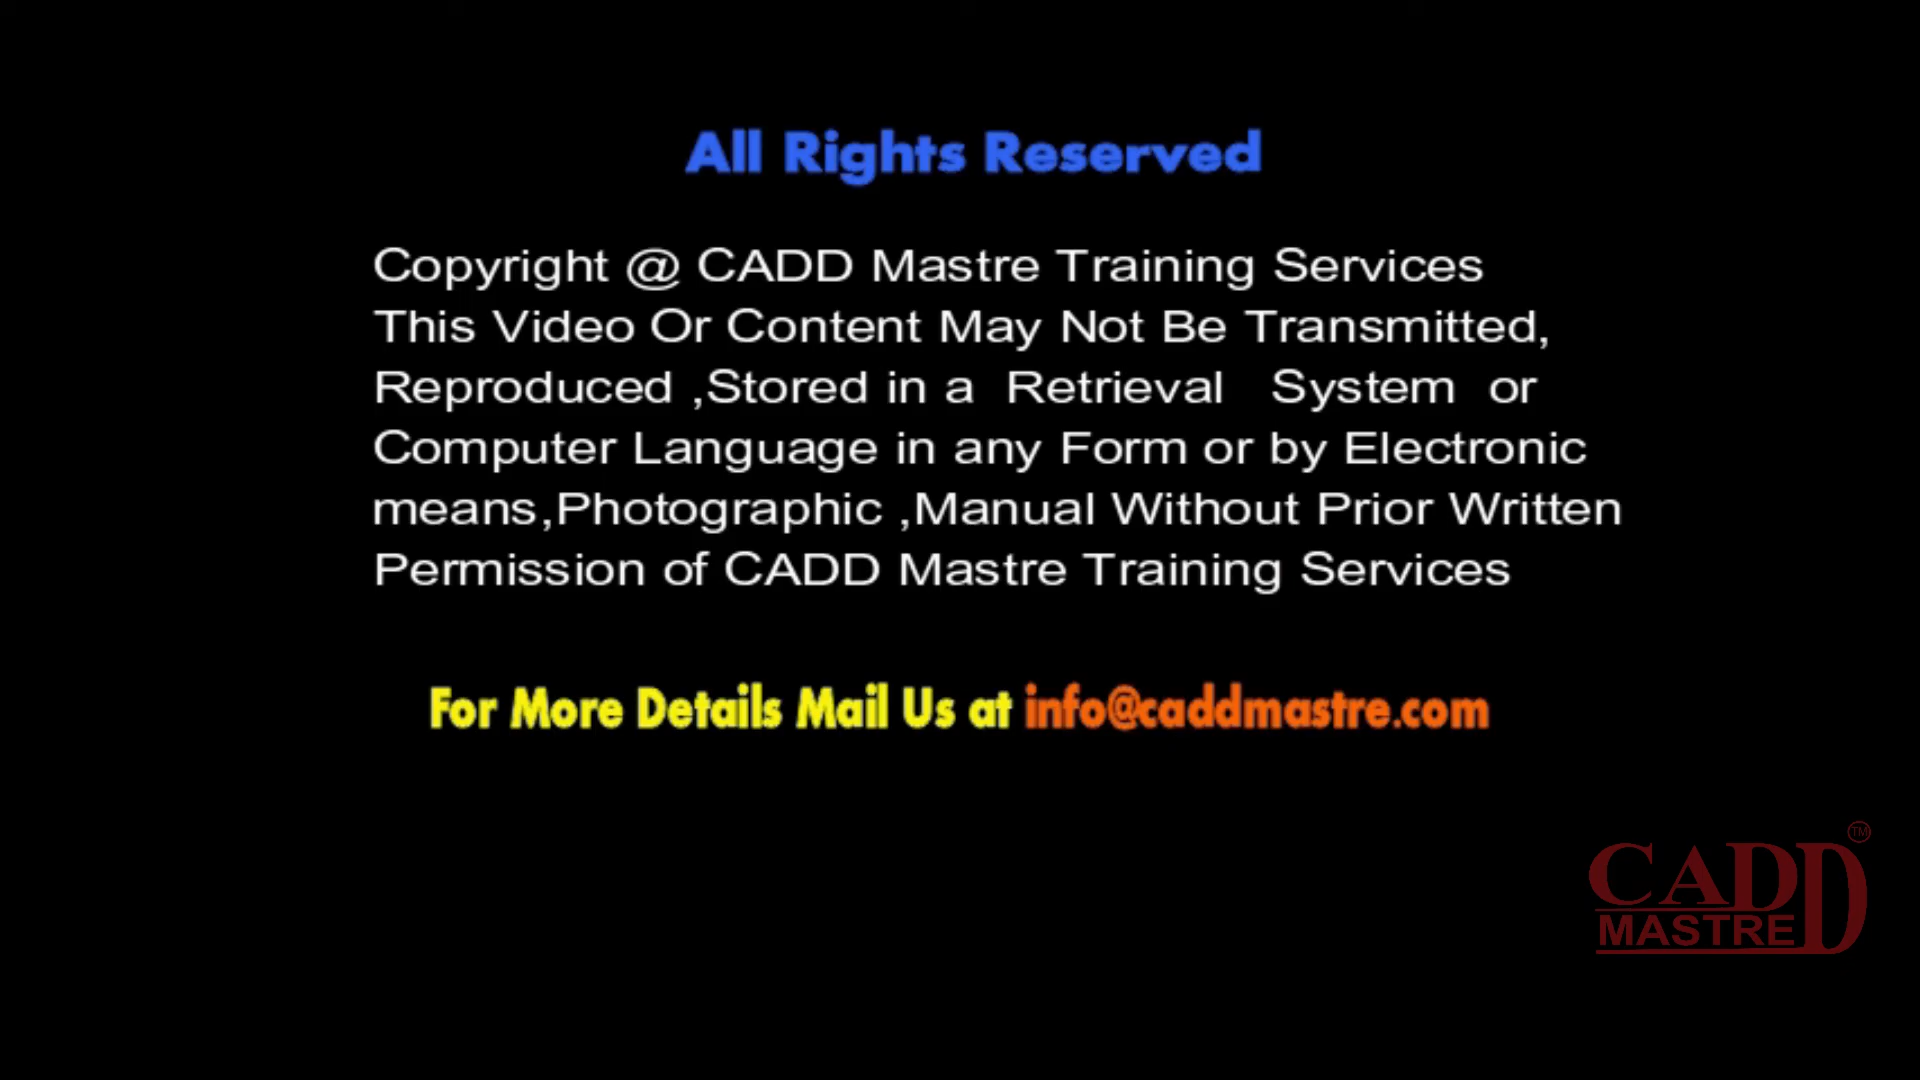 All Rights Reserved
Copyright @ CADD Mastre Training Services
This Video Or Content May Not Be Transmitted,
Reproduced ,Stored in a Retrieval System or
Computer Language in any Form or by Electronic
means,Photographic ,Manual Without Prior Written
Permission of CADD Mastre Training Services
For More Details Mail Us at info@caddmastre.com
CADD TM
MASTRE